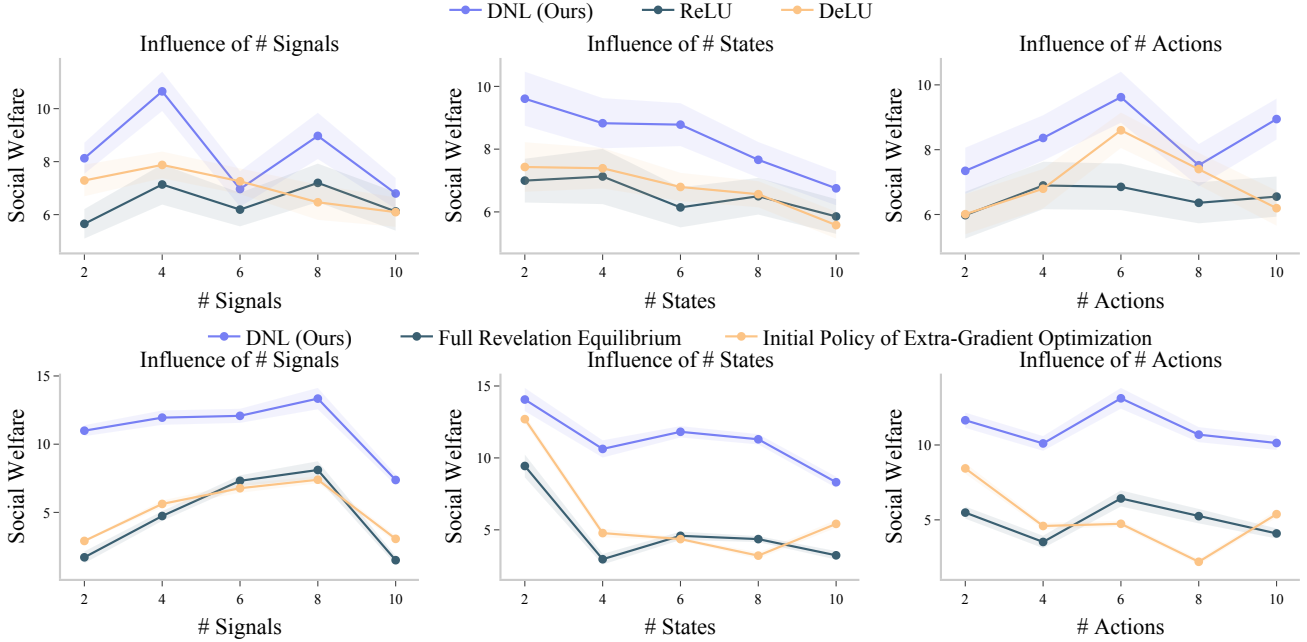 DNL (Ours) ReLU DeLU
Influence of # Signals
Social Welfare
10
8
6
2 4 6 8 10
# Signals
Influence of # States
Social Welfare
10
8
6
2 4 6 8 10
# States
Influence of # Actions
Social Welfare
10
8
6
2 4 6 8 10
# Actions
DNL (Ours) Full Revelation Equilibrium Initial Policy of Extra-Gradient Optimization
Influence of # Signals
Social Welfare
15
10
5
2 4 6 8 10
# Signals
Influence of # States
Social Welfare
15
10
5
2 4 6 8 10
# States
Influence of # Actions
Social Welfare
10
5
2 4 6 8 10
# Actions